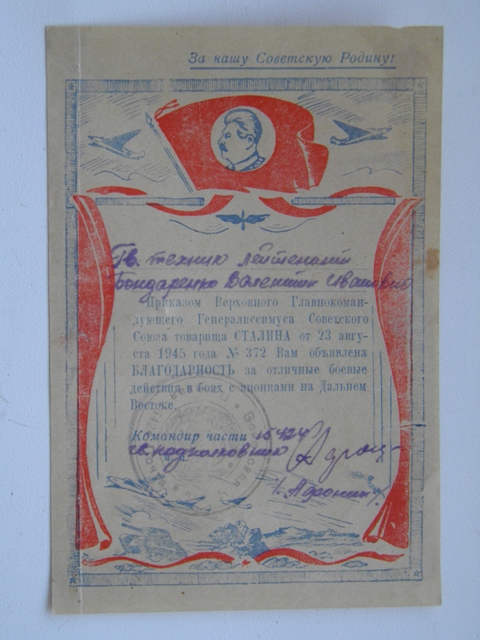 За нашу Советскую Родину!
Гв. техник лейтенант
Бондаренко Валентин Иванович
Приказом Верховного Главнокоман-
дующего Генералиссимуса Советского
Союза товарища СТАЛИНА от 23 авгу-
ста 1945 года № 372 Вам объявлена
БЛАГОДАРНОСТЬ за отличные боевые
действия в боях с японцами на Дальнем
Востоке.
Командир части 15424
гв. подполковник